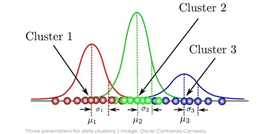 Cluster 2
Cluster 1
Cluster 3
σ₁
σ₂
σ₃
μ₁
μ₂
μ₃
Three parameters for data clusters. | Image: Oscar Contreras Carrasco